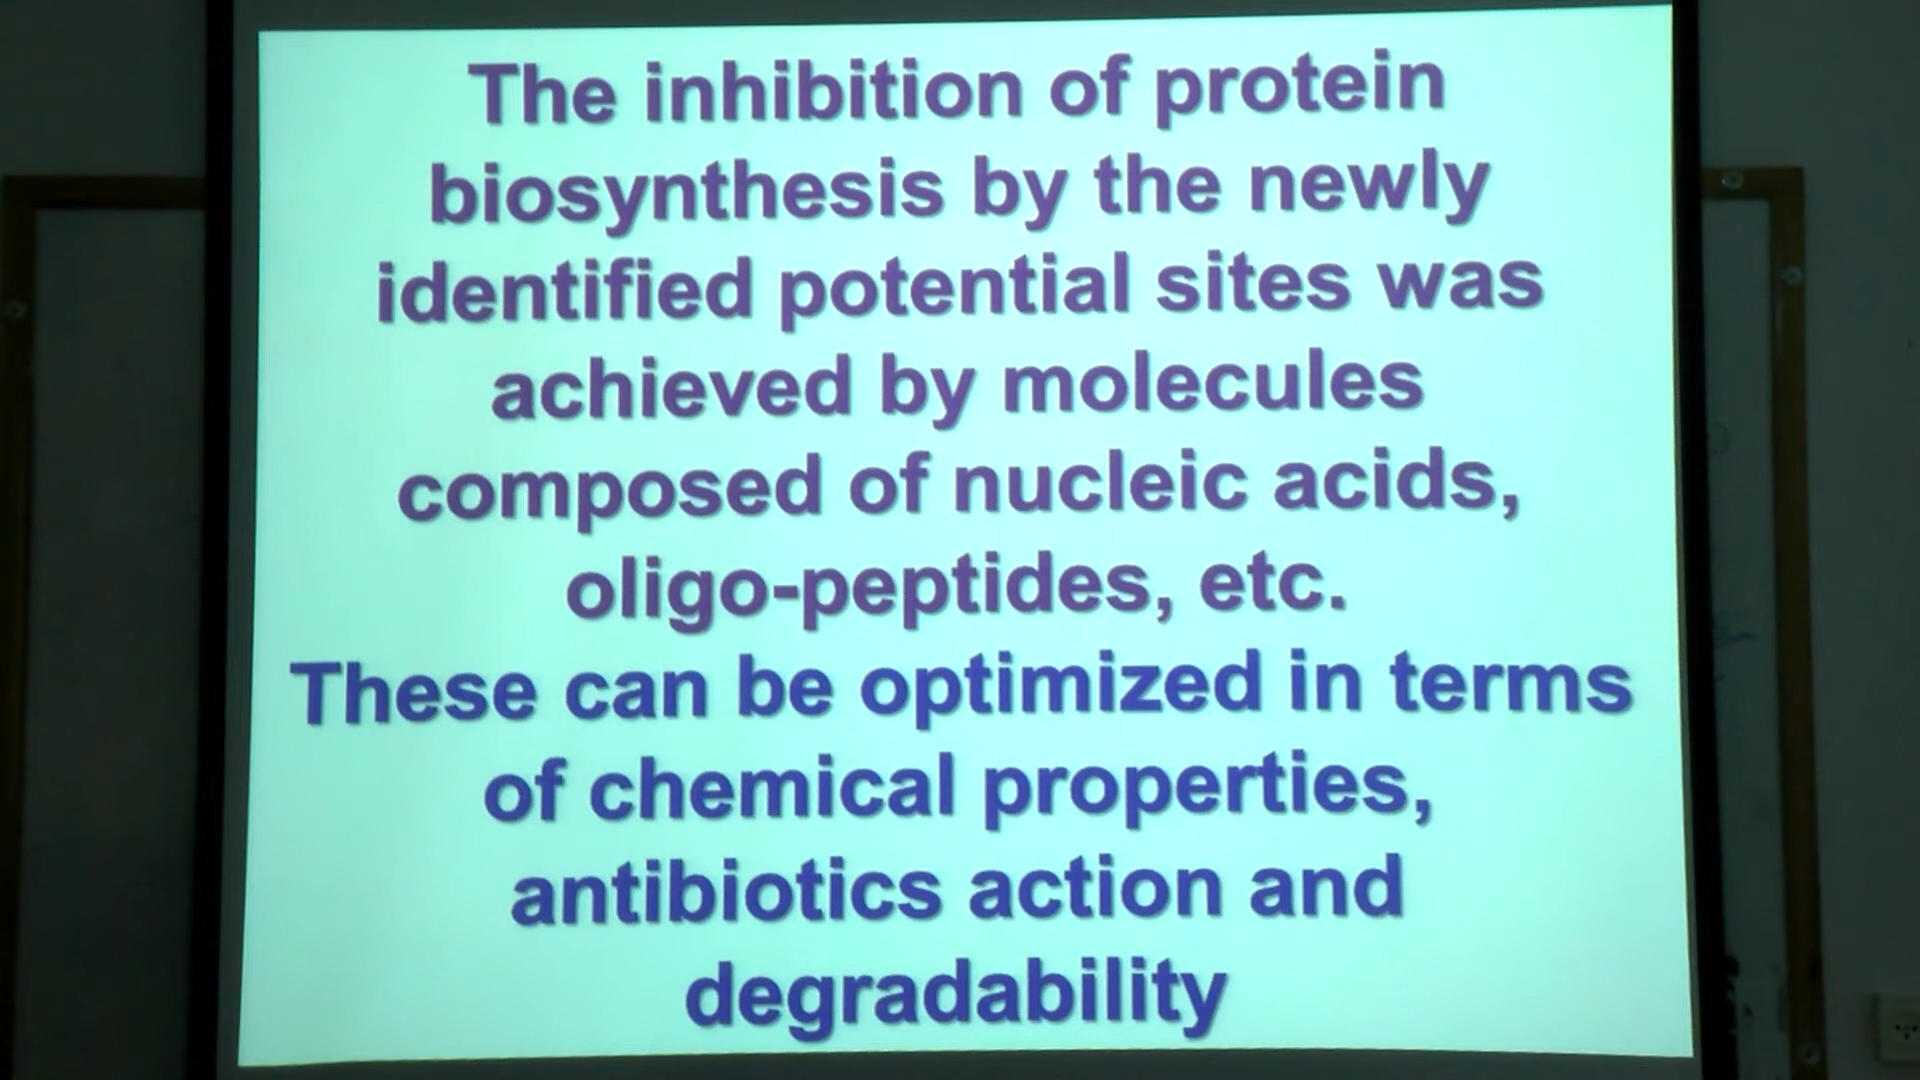 The inhibition of protein
biosynthesis by the newly
identified potential sites was
achieved by molecules
composed of nucleic acids,
oligo-peptides, etc.
These can be optimized in terms
of chemical properties,
antibiotics action and
degradability